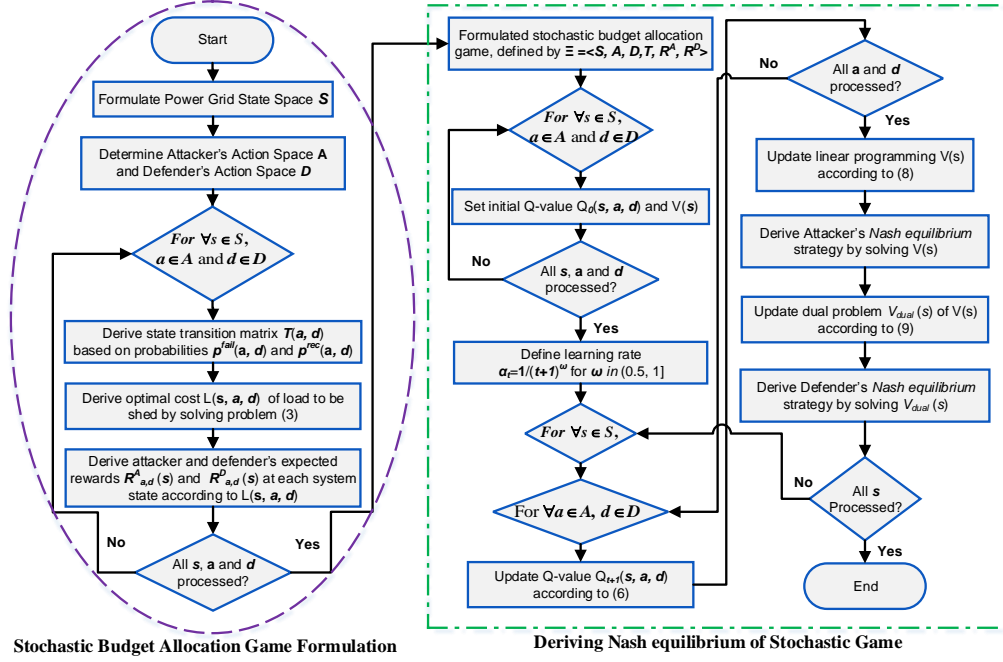 Start
Formulate Power Grid State Space S
Determine Attacker's Action Space A
and Defender's Action Space D
For ∀s ∈ S,
a ∈ A and d ∈ D
Derive state transition matrix T(a, d)
based on probabilities p^fail(a, d) and p^rec(a, d)
Derive optimal cost L(s, a, d) of load to be
shed by solving problem (3)
Derive attacker and defender's expected
rewards R^A_a,d (s) and R^D_a,d (s) at each system
state according to L(s, a, d)
No
Yes
All s, a and d
processed?
Stochastic Budget Allocation Game Formulation
Formulated stochastic budget allocation
game, defined by Ξ =<S, A, D,T, R^A, R^D>
For ∀s ∈ S,
a ∈ A and d ∈ D
Set initial Q-value Q_0(s, a, d) and V(s)
No
All s, a and d
processed?
Yes
Define learning rate
α_t=1/(t+1)^ω for ω in (0.5, 1]
For ∀s ∈ S,
For ∀a ∈ A, d ∈ D
Update Q-value Q_t+1(s, a, d)
according to (6)
All a and d
processed?
No
Yes
Update linear programming V(s)
according to (8)
Derive Attacker's Nash equilibrium
strategy by solving V(s)
Update dual problem V_dual (s) of V(s)
according to (9)
Derive Defender's Nash equilibrium
strategy by solving V_dual (s)
No
All s
Processed?
Yes
End
Deriving Nash equilibrium of Stochastic Game